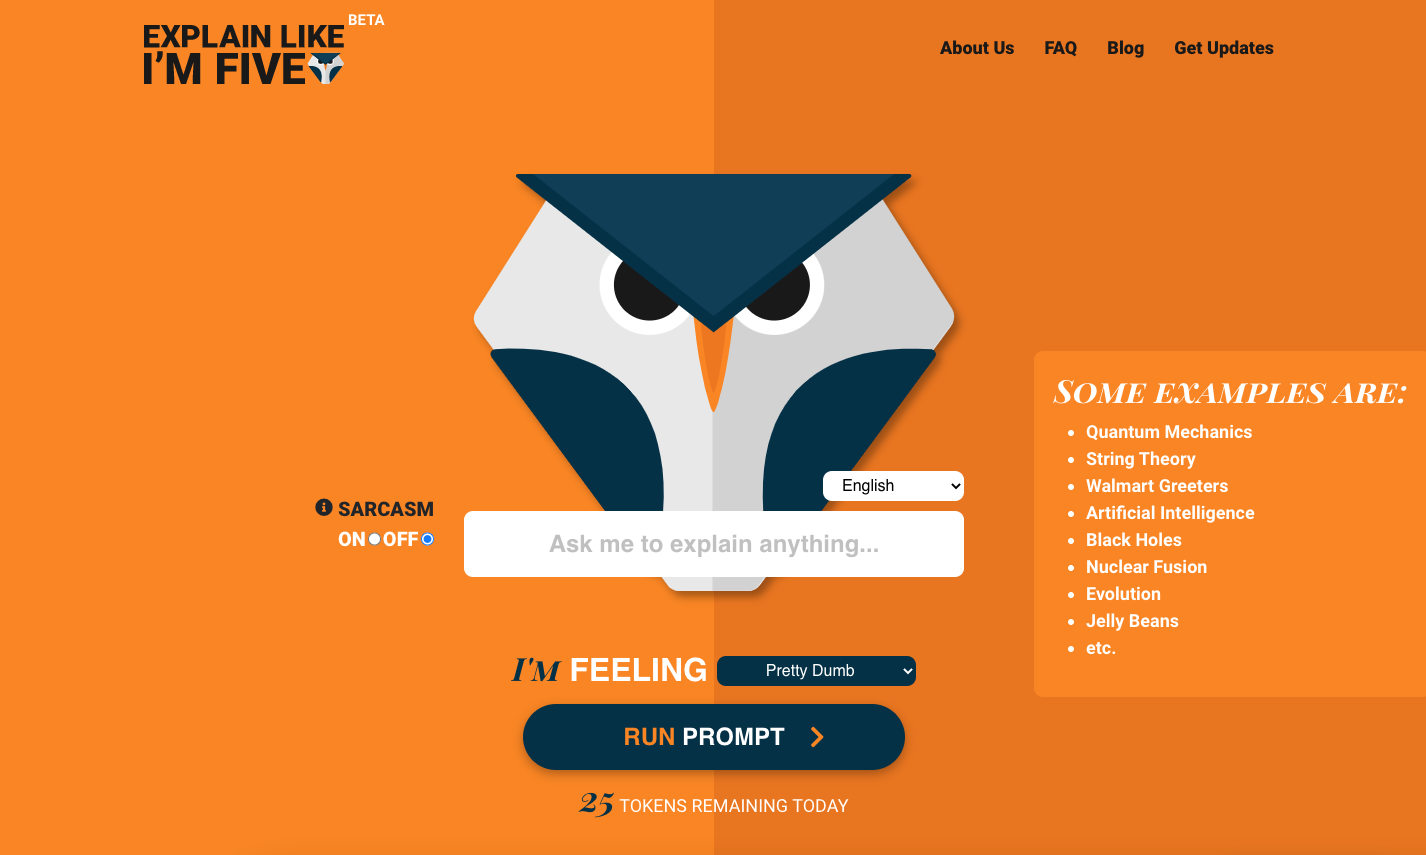 EXPLAIN LIKE
BETA
I'M FIVE
About Us FAQ Blog Get Updates
SOME EXAMPLES ARE:
• Quantum Mechanics
• String Theory
• Walmart Greeters
• Artificial Intelligence
• Black Holes
• Nuclear Fusion
• Evolution
• Jelly Beans
• etc.
English
SARCASM
ON OFF
Ask me to explain anything...
I'M FEELING Pretty Dumb
RUN PROMPT
25 TOKENS REMAINING TODAY